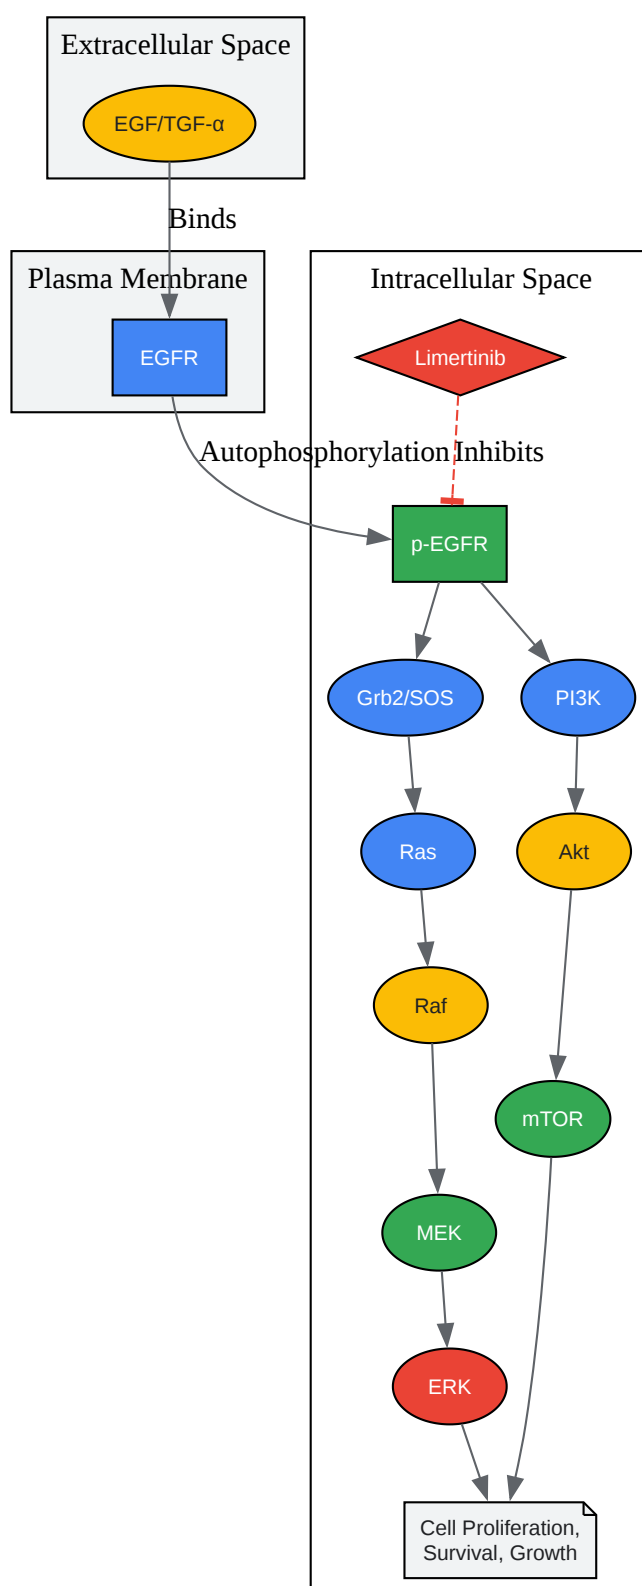 Extracellular Space
EGF/TGF-α
Binds
Plasma Membrane
EGFR
Intracellular Space
Limertinib
Autophosphorylation
Inhibits
p-EGFR
Grb2/SOS
PI3K
Ras
Akt
Raf
mTOR
MEK
ERK
Cell Proliferation,
Survival, Growth